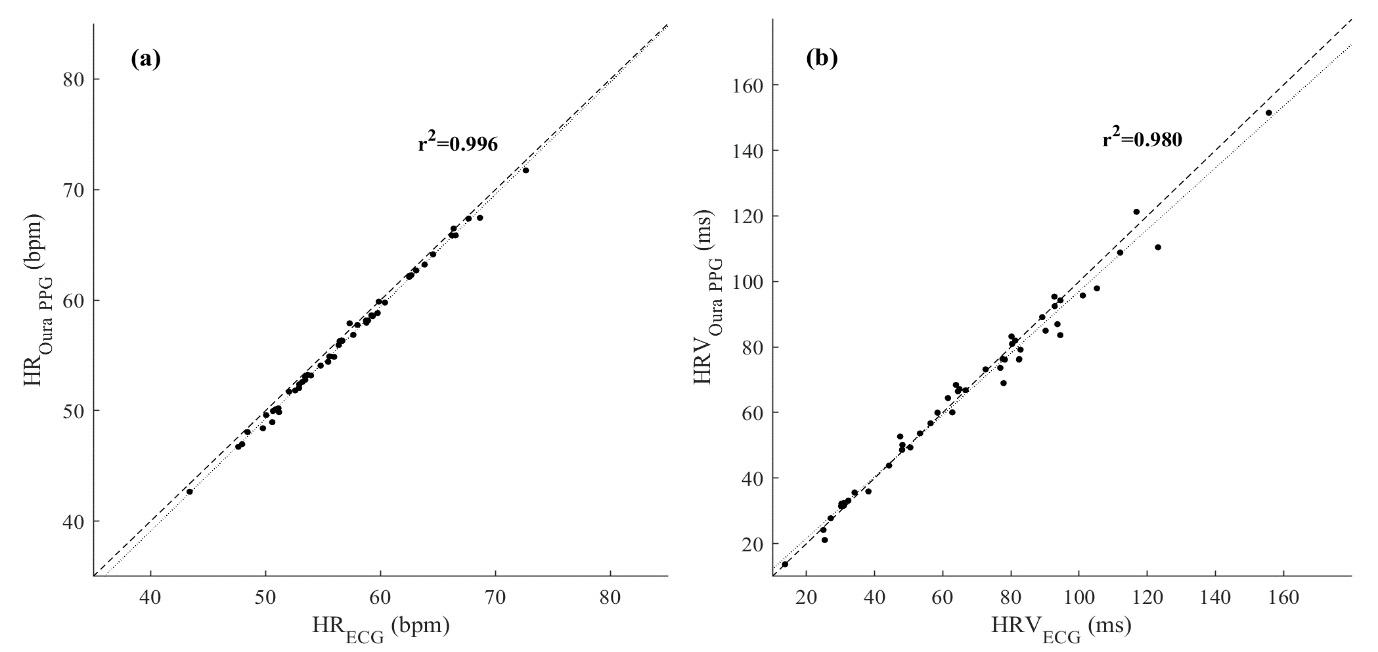 (a)
r²=0.996
80
70
60
50
40
40 50 60 70 80
HR_Oura PPG (bpm)
HR_ECG (bpm)
(b)
r²=0.980
160
140
120
100
80
60
40
20
20 40 60 80 100 120 140 160
HRV_Oura PPG (ms)
HRV_ECG (ms)